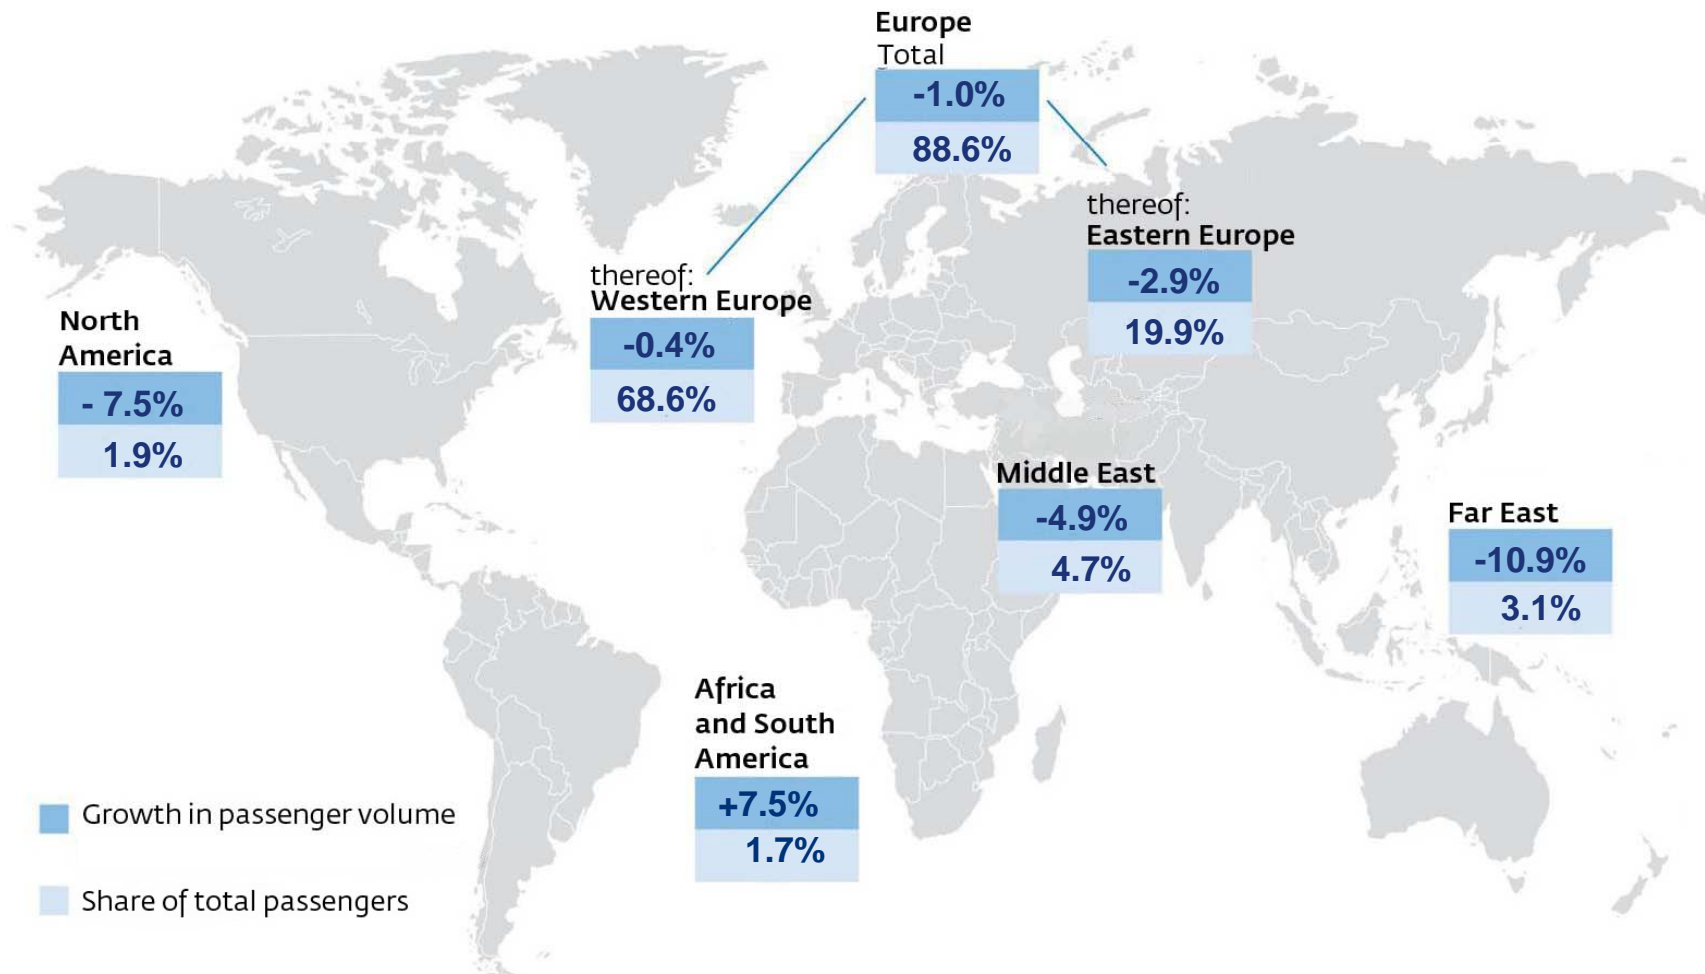 Europe
Total
-1.0%
88.6%
thereof:
Eastern Europe
-2.9%
19.9%
thereof:
Western Europe
-0.4%
68.6%
North
America
- 7.5%
1.9%
Middle East
-4.9%
4.7%
Far East
-10.9%
3.1%
Africa
and South
America
+7.5%
1.7%
Growth in passenger volume
Share of total passengers